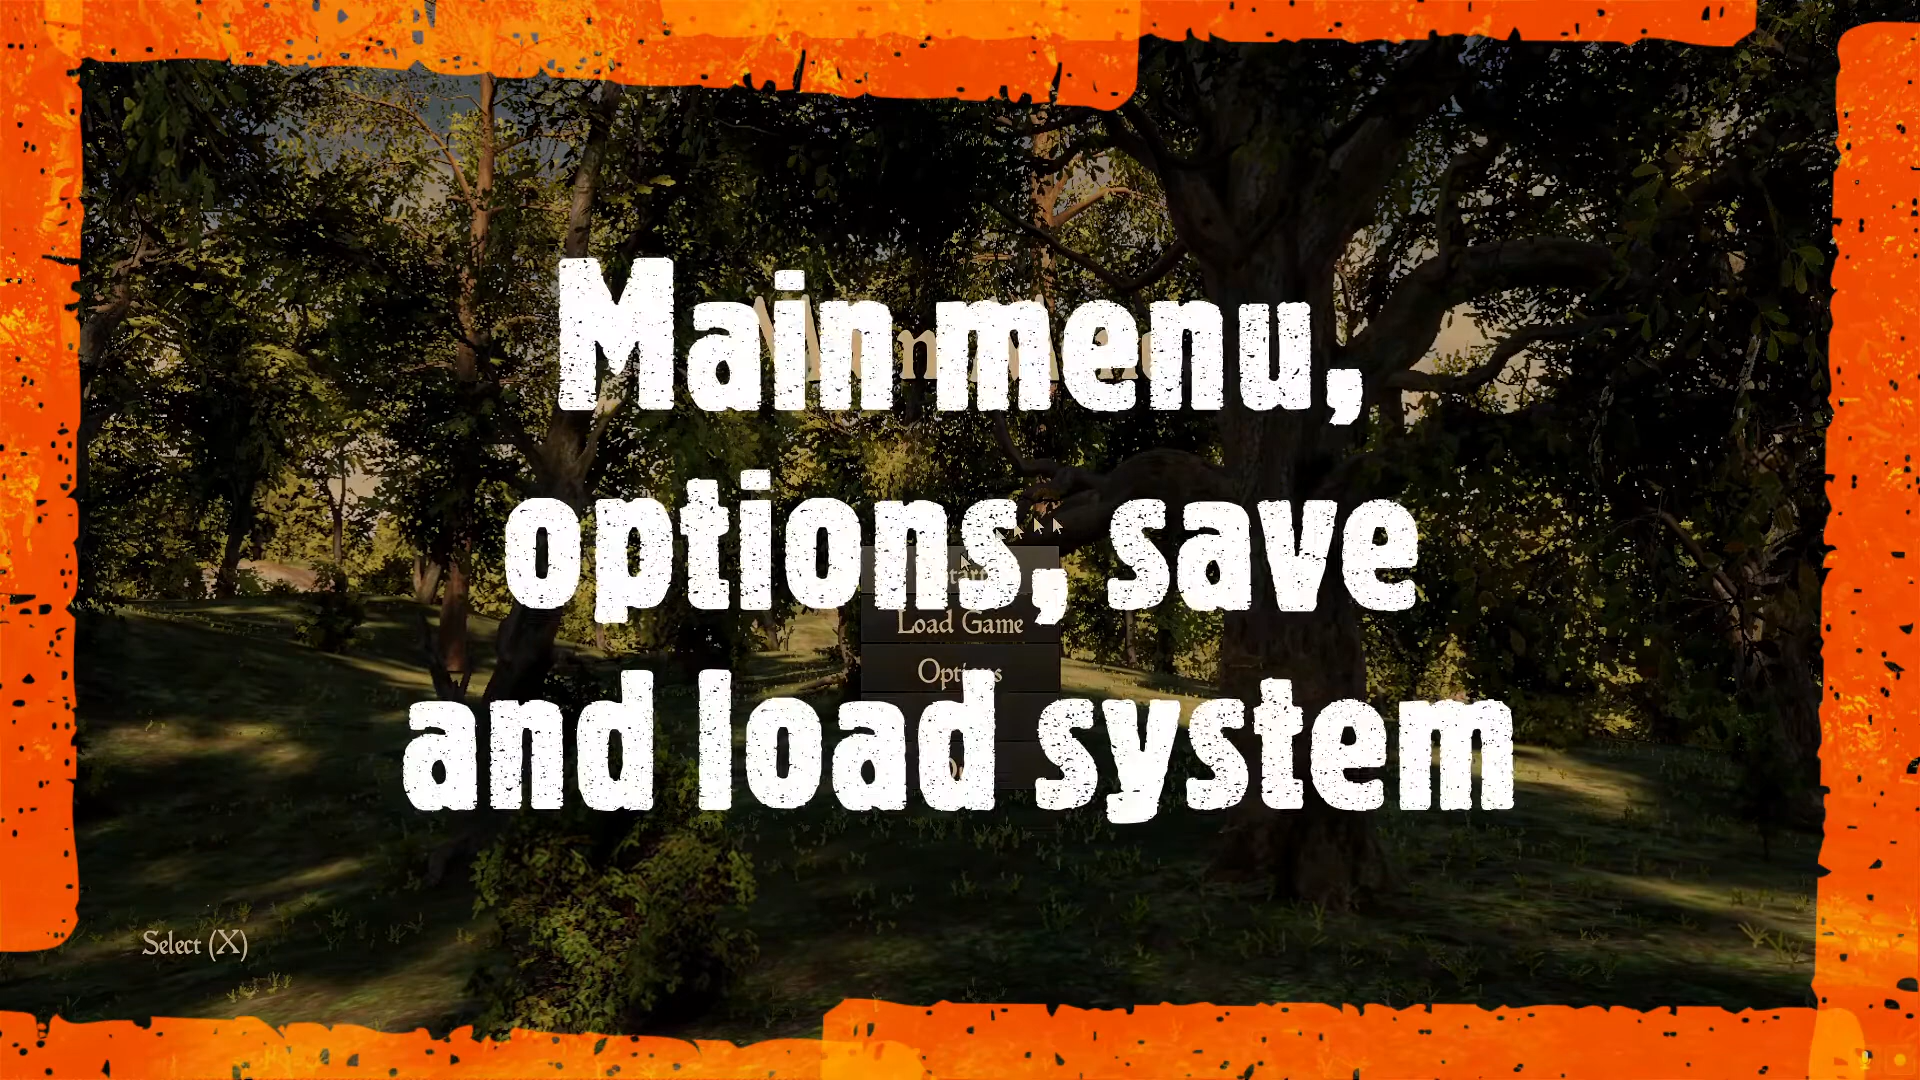 Main menu,
options, save
Load Game
Options
and load system
Select (X)